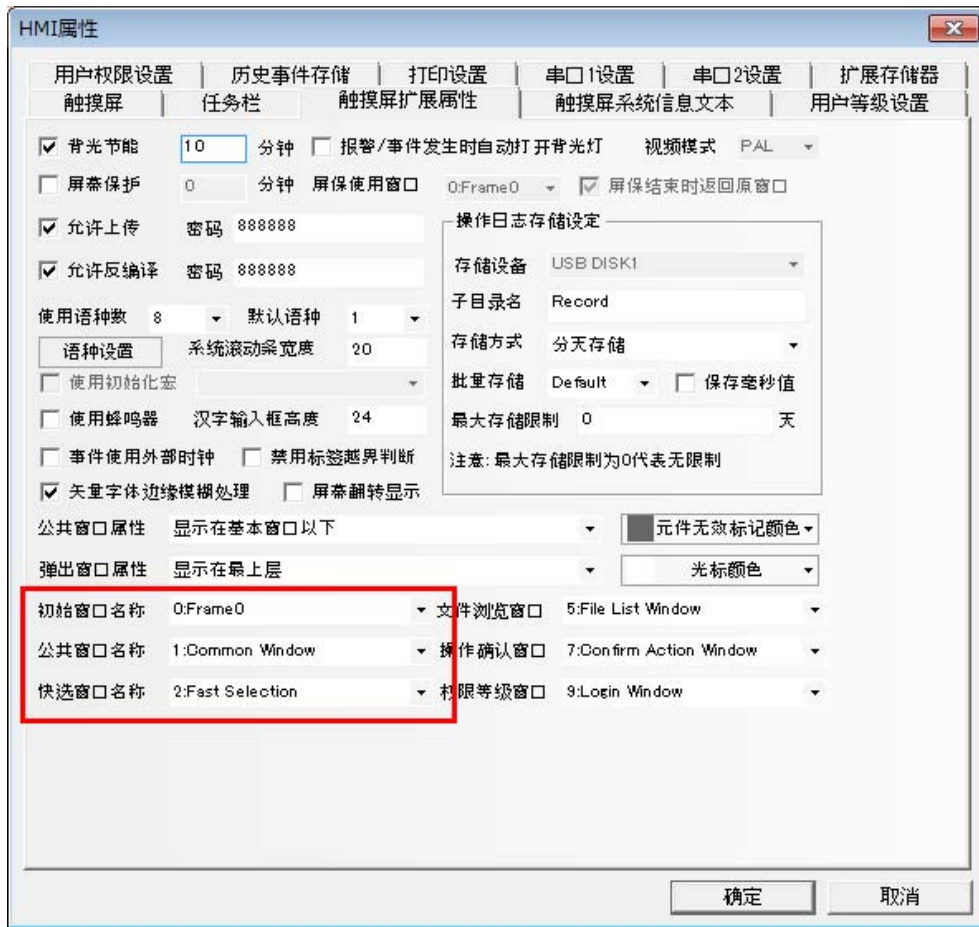 HMI属性
用户权限设置 历史事件存储 打印设置 串口1设置 串口2设置 扩展存储器
触摸屏 任务栏 触摸屏扩展属性 触摸屏系统信息文本 用户等级设置
背光节能 10 分钟 报警/事件发生时自动打开背光灯 视频模式 PAL
屏幕保护 0 分钟 屏保使用窗口 0:Frame0 屏保结束时返回原窗口
允许上传 密码 888888
允许反编译 密码 888888
使用语种数 8 默认语种 1
语种设置 系统滚动条宽度 20
使用初始化宏
使用蜂鸣器 汉字输入框高度 24
事件使用外部时钟 禁用标签越界判断
矢量字体边缘模糊处理 屏幕翻转显示
操作日志存储设定
存储设备 USB DISK1
子目录名 Record
存储方式 分天存储
批量存储 Default 保存毫秒值
最大存储限制 0 天
注意:最大存储限制为0代表无限制
公共窗口属性 显示在基本窗口以下 元件无效标记颜色
弹出窗口属性 显示在最上层 光标颜色
初始窗口名称 0:Frame0 文件浏览窗口 5:File List Window
公共窗口名称 1:Common Window 操作确认窗口 7:Confirm Action Window
快选窗口名称 2:Fast Selection 权限等级窗口 9:Login Window
确定 取消